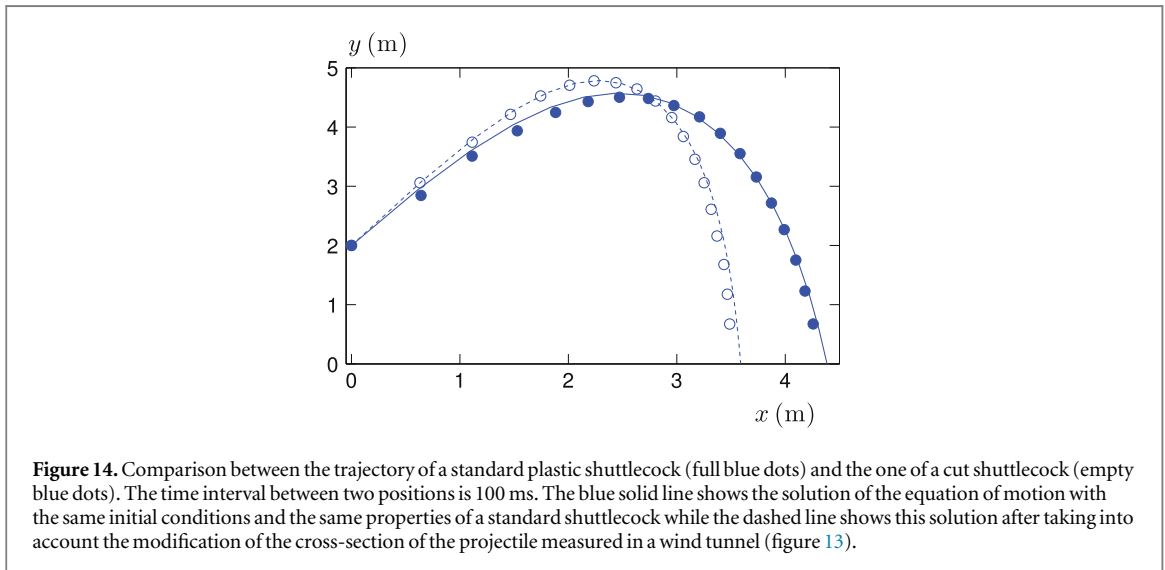 y (m)
5
4
3
2
1
0
0 1 2 3 4
x (m)
Figure 14. Comparison between the trajectory of a standard plastic shuttlecock (full blue dots) and the one of a cut shuttlecock (empty
blue dots). The time interval between two positions is 100 ms. The blue solid line shows the solution of the equation of motion with
the same initial conditions and the same properties of a standard shuttlecock while the dashed line shows this solution after taking into
account the modification of the cross-section of the projectile measured in a wind tunnel (figure 13).